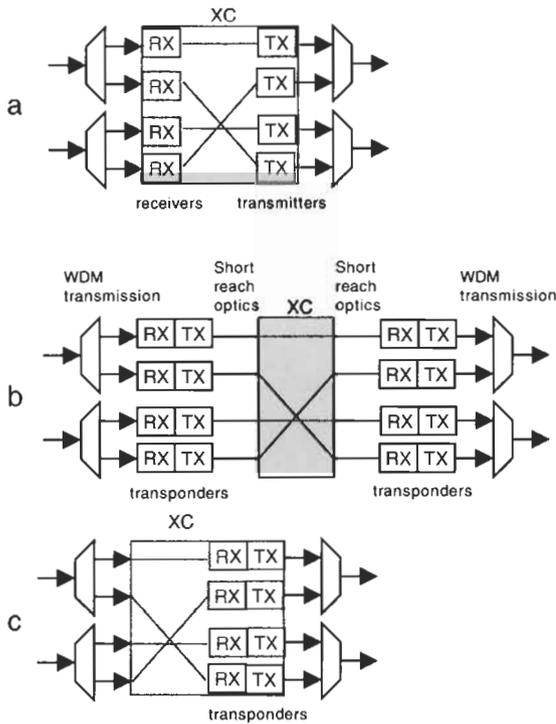 XC
RX TX
RX TX
a
RX TX
RX TX
receivers transmitters
WDM
transmission
Short
reach
optics
Short
reach
optics
WDM
transmission
XC
RX TX RX TX
RX TX RX TX
b
RX TX RX TX
RX TX RX TX
transponders transponders
XC
RX TX
RX TX
c
RX TX
RX TX
transponders